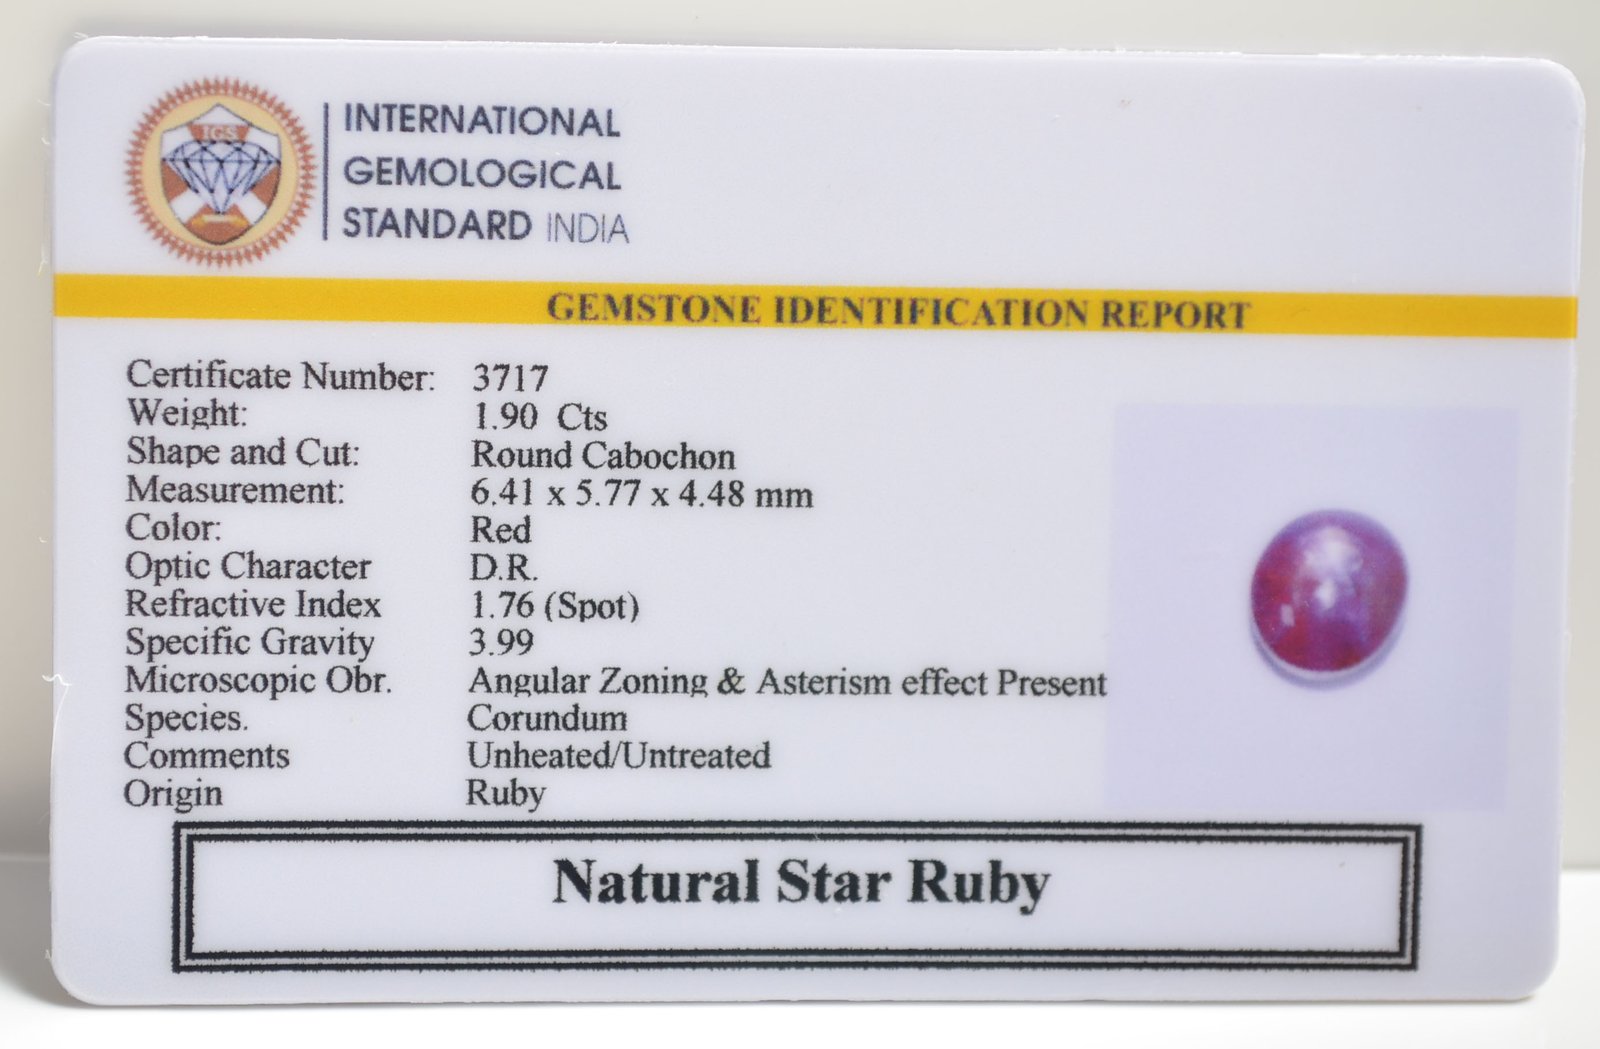 IGS
INTERNATIONAL
GEMOLOGICAL
STANDARD INDIA
GEMSTONE IDENTIFICATION REPORT
Certificate Number: 3717
Weight: 1.90 Cts
Shape and Cut: Round Cabochon
Measurement: 6.41 x 5.77 x 4.48 mm
Color: Red
Optic Character D.R.
Refractive Index 1.76 (Spot)
Specific Gravity 3.99
Microscopic Obr. Angular Zoning & Asterism effect Present
Species. Corundum
Comments Unheated/Untreated
Origin Ruby
Natural Star Ruby